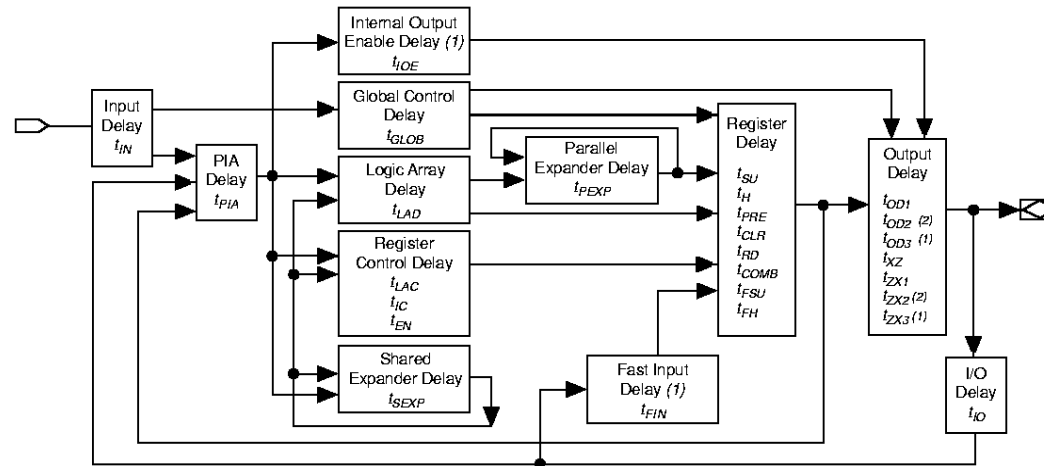 Input
Delay
tIN
PIA
Delay
tPIA
Internal Output
Enable Delay (1)
tIOE
Global Control
Delay
tGLOB
Logic Array
Delay
tLAD
Register
Control Delay
tLAC
tIC
tEN
Shared
Expander Delay
tSEXP
Parallel
Expander Delay
tPEXP
Fast Input
Delay (1)
tFIN
Register
Delay
tSU
tH
tPRE
tCLR
tRD
tCOMB
tFSU
tFH
Output
Delay
tOD1
tOD2 (2)
tOD3 (1)
tXZ
tZX1
tZX2 (2)
tZX3 (1)
I/O
Delay
tIO